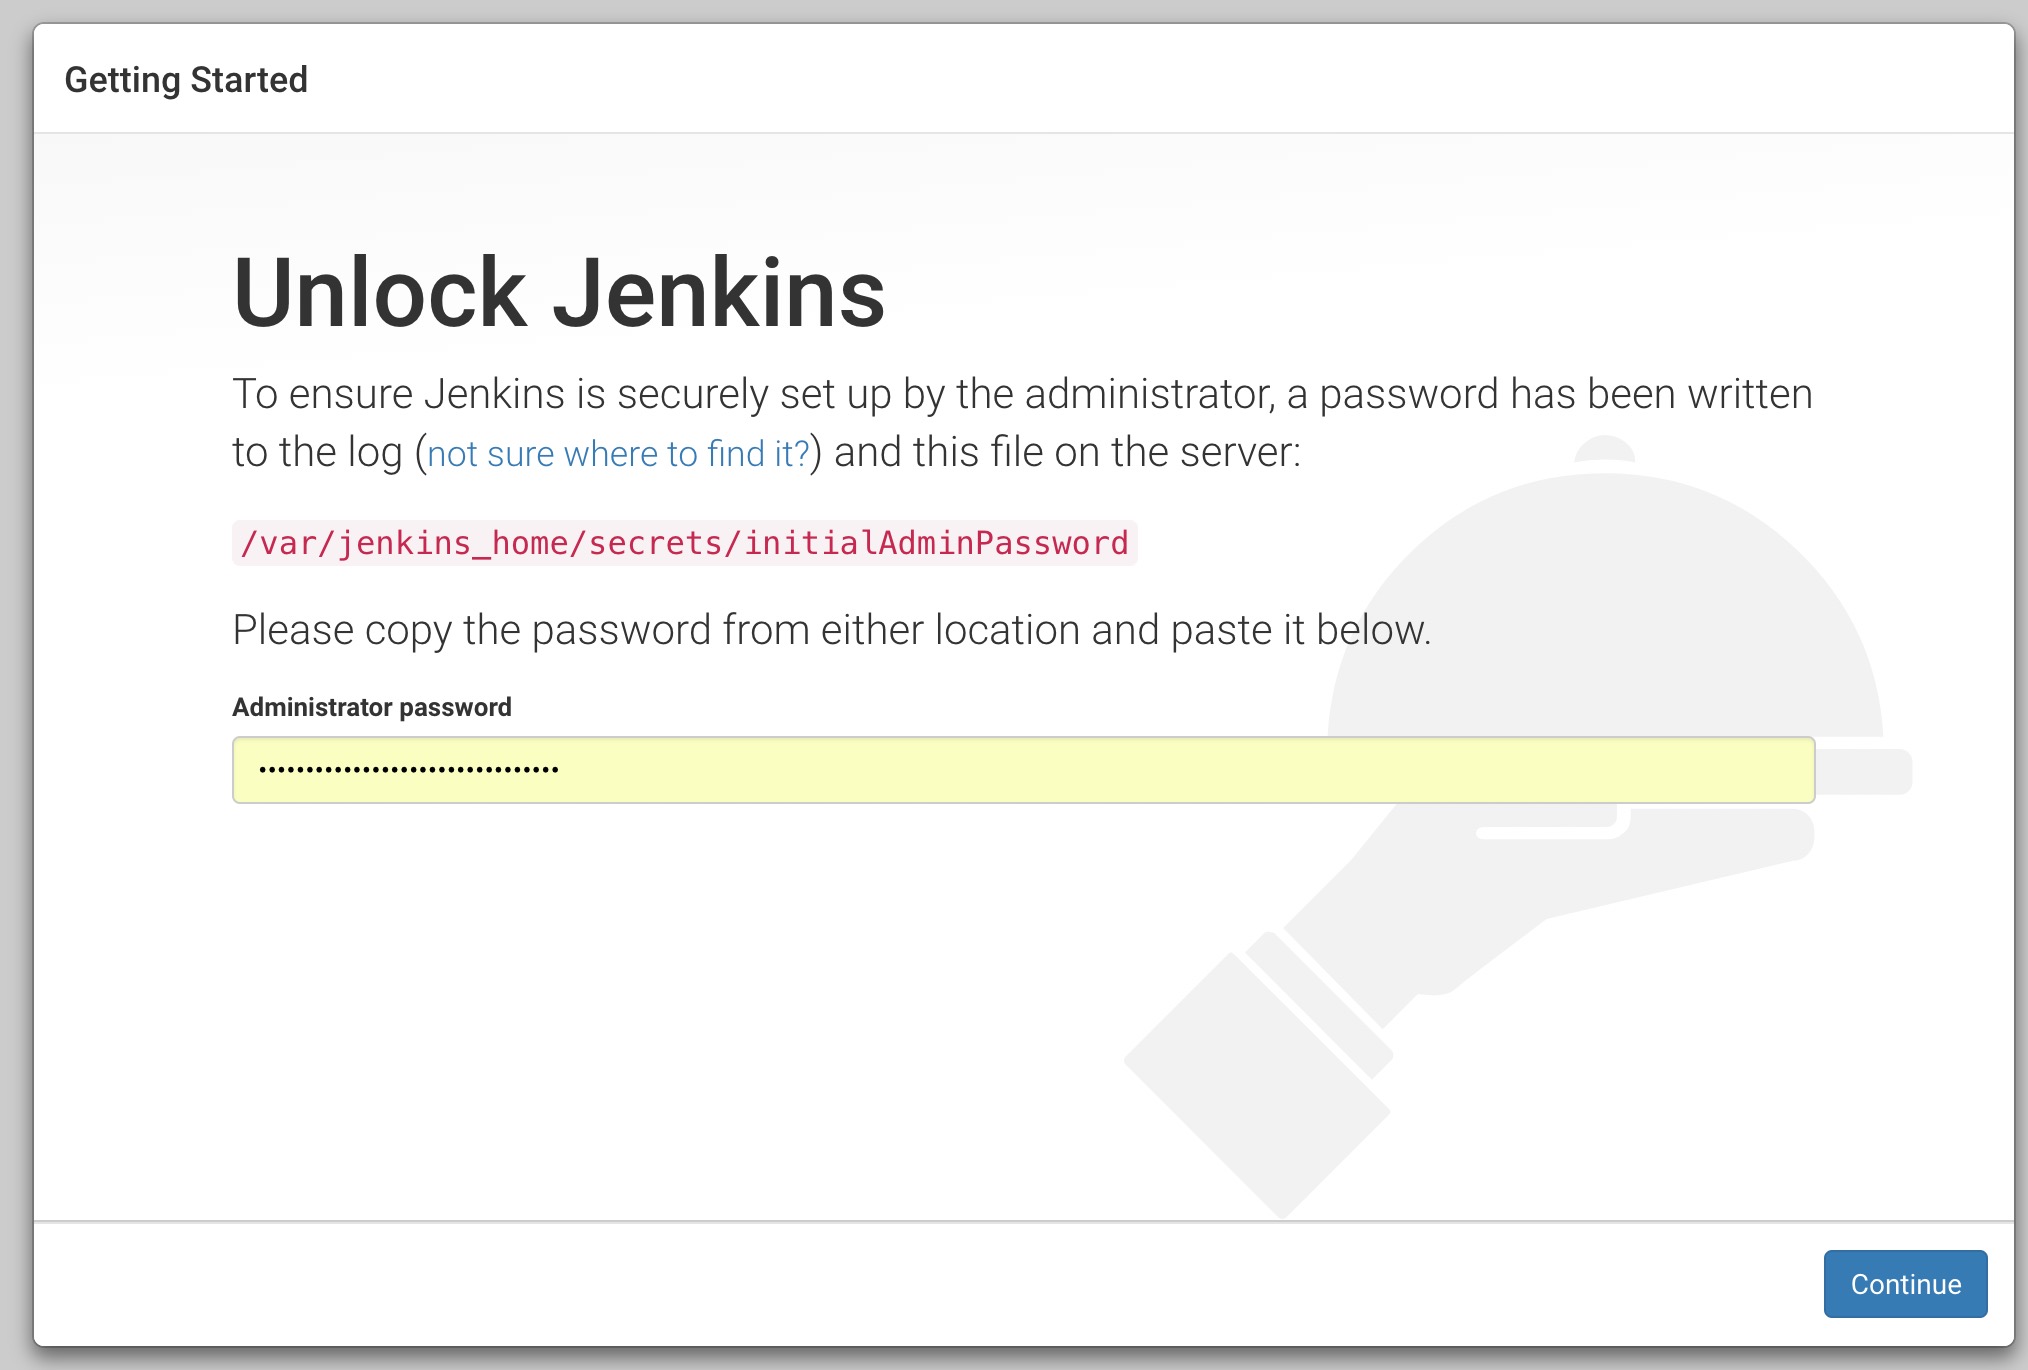 Getting Started
Unlock Jenkins
To ensure Jenkins is securely set up by the administrator, a password has been written
to the log (not sure where to find it?) and this file on the server:
/var/jenkins_home/secrets/initialAdminPassword
Please copy the password from either location and paste it below.
Administrator password
••••••••••••••••••••••••••••••••
Continue